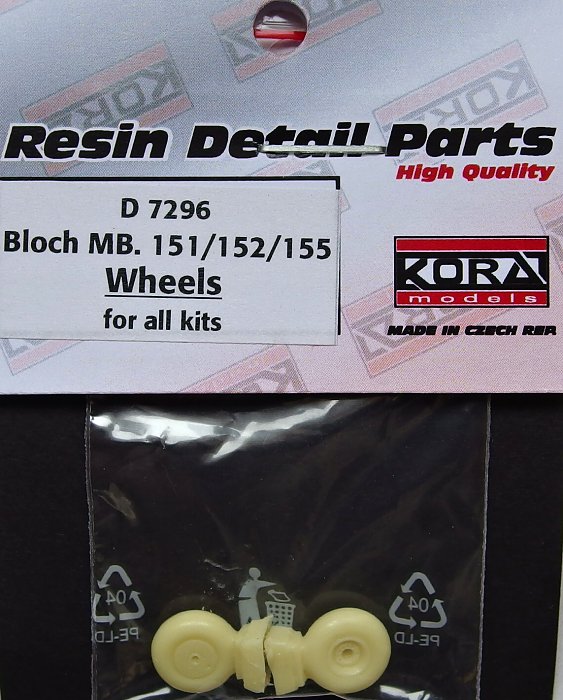 KORA
Resin Detail Parts
High Quality
D 7296
Bloch MB. 151/152/155
Wheels
for all kits
KORA
models
MADE IN CZECH REP.
04
PE-LD
04
PE-LD